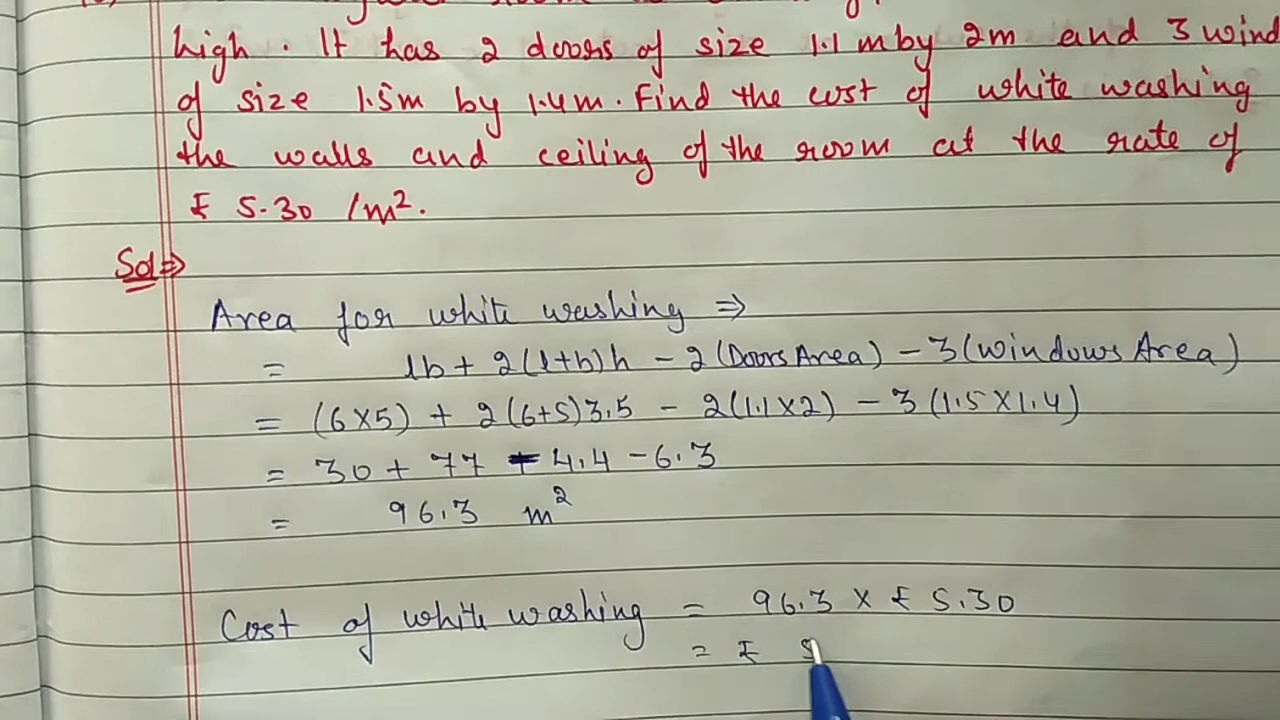 high. It has 2 doors of size 1.1 m by 2m and 3 wind
of size 1.5m by 1.4m. Find the cost of white washing
the walls and ceiling of the room at the rate of
₹ 5.30 /m².
Sol⇒
Area for white washing ⇒
= lb + 2(l+b)h - 2(Doors Area) - 3(Windows Area)
= (6×5) + 2(6+5)3.5 - 2(1.1×2) - 3(1.5×1.4)
= 30 + 77 - 4.4 - 6.3
= 96.3 m²
Cost of white washing = 96.3 × ₹ 5.30
= ₹